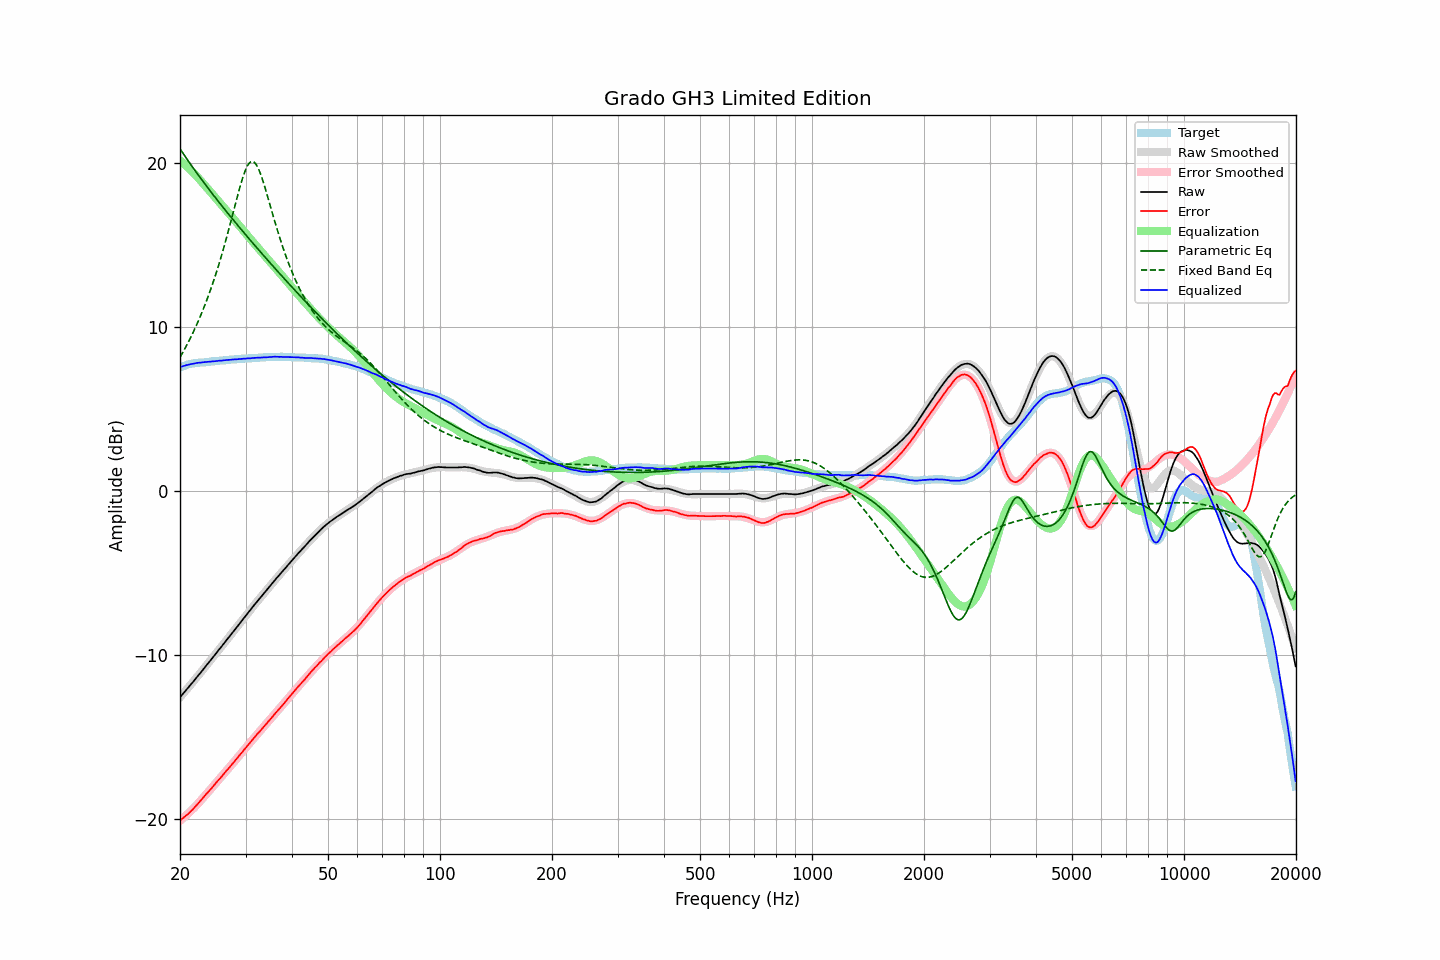 Grado GH3 Limited Edition
Target
Raw Smoothed
Error Smoothed
Raw
Error
Equalization
Parametric Eq
Fixed Band Eq
Equalized
Amplitude (dBr)
20
10
0
−10
−20
20
50
100
200
500
1000
2000
5000
10000
20000
Frequency (Hz)